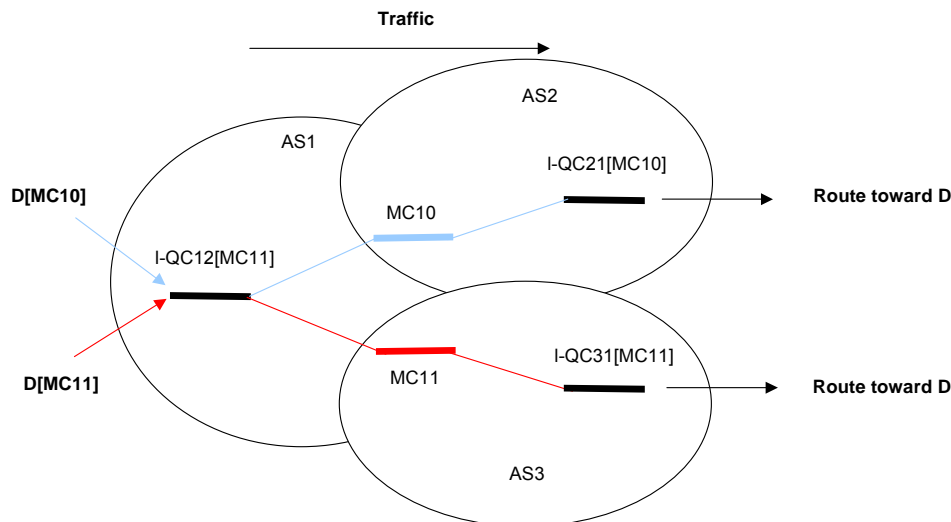 Traffic
AS2
AS1
l-QC21[MC10]
D[MC10]
Route toward D
MC10
l-QC12[MC11]
l-QC31[MC11]
MC11
D[MC11]
Route toward D
AS3